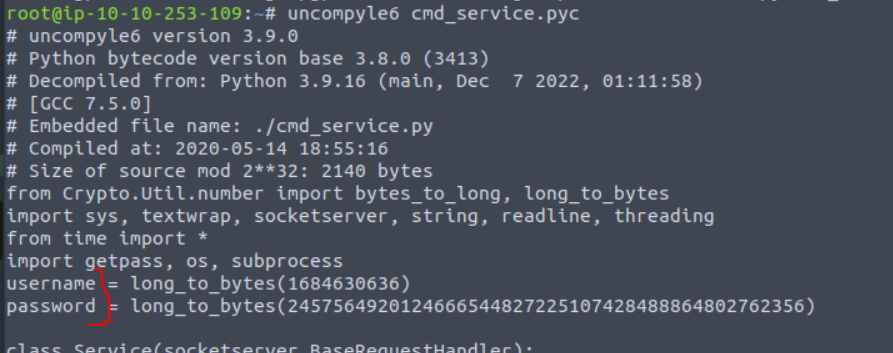 root@ip-10-10-253-109:~# uncompyle6 cmd_service.pyc
# uncompyle6 version 3.9.0
# Python bytecode version base 3.8.0 (3413)
# Decompiled from: Python 3.9.16 (main, Dec  7 2022, 01:11:58)
# [GCC 7.5.0]
# Embedded file name: ./cmd_service.py
# Compiled at: 2020-05-14 18:55:16
# Size of source mod 2**32: 2140 bytes
from Crypto.Util.number import bytes_to_long, long_to_bytes
import sys, textwrap, socketserver, string, readline, threading
from time import *
import getpass, os, subprocess
username = long_to_bytes(1684630636)
password = long_to_bytes(2457564920124666544827225107428488864802762356)
class Service(socketserver.BaseRequestHandler):